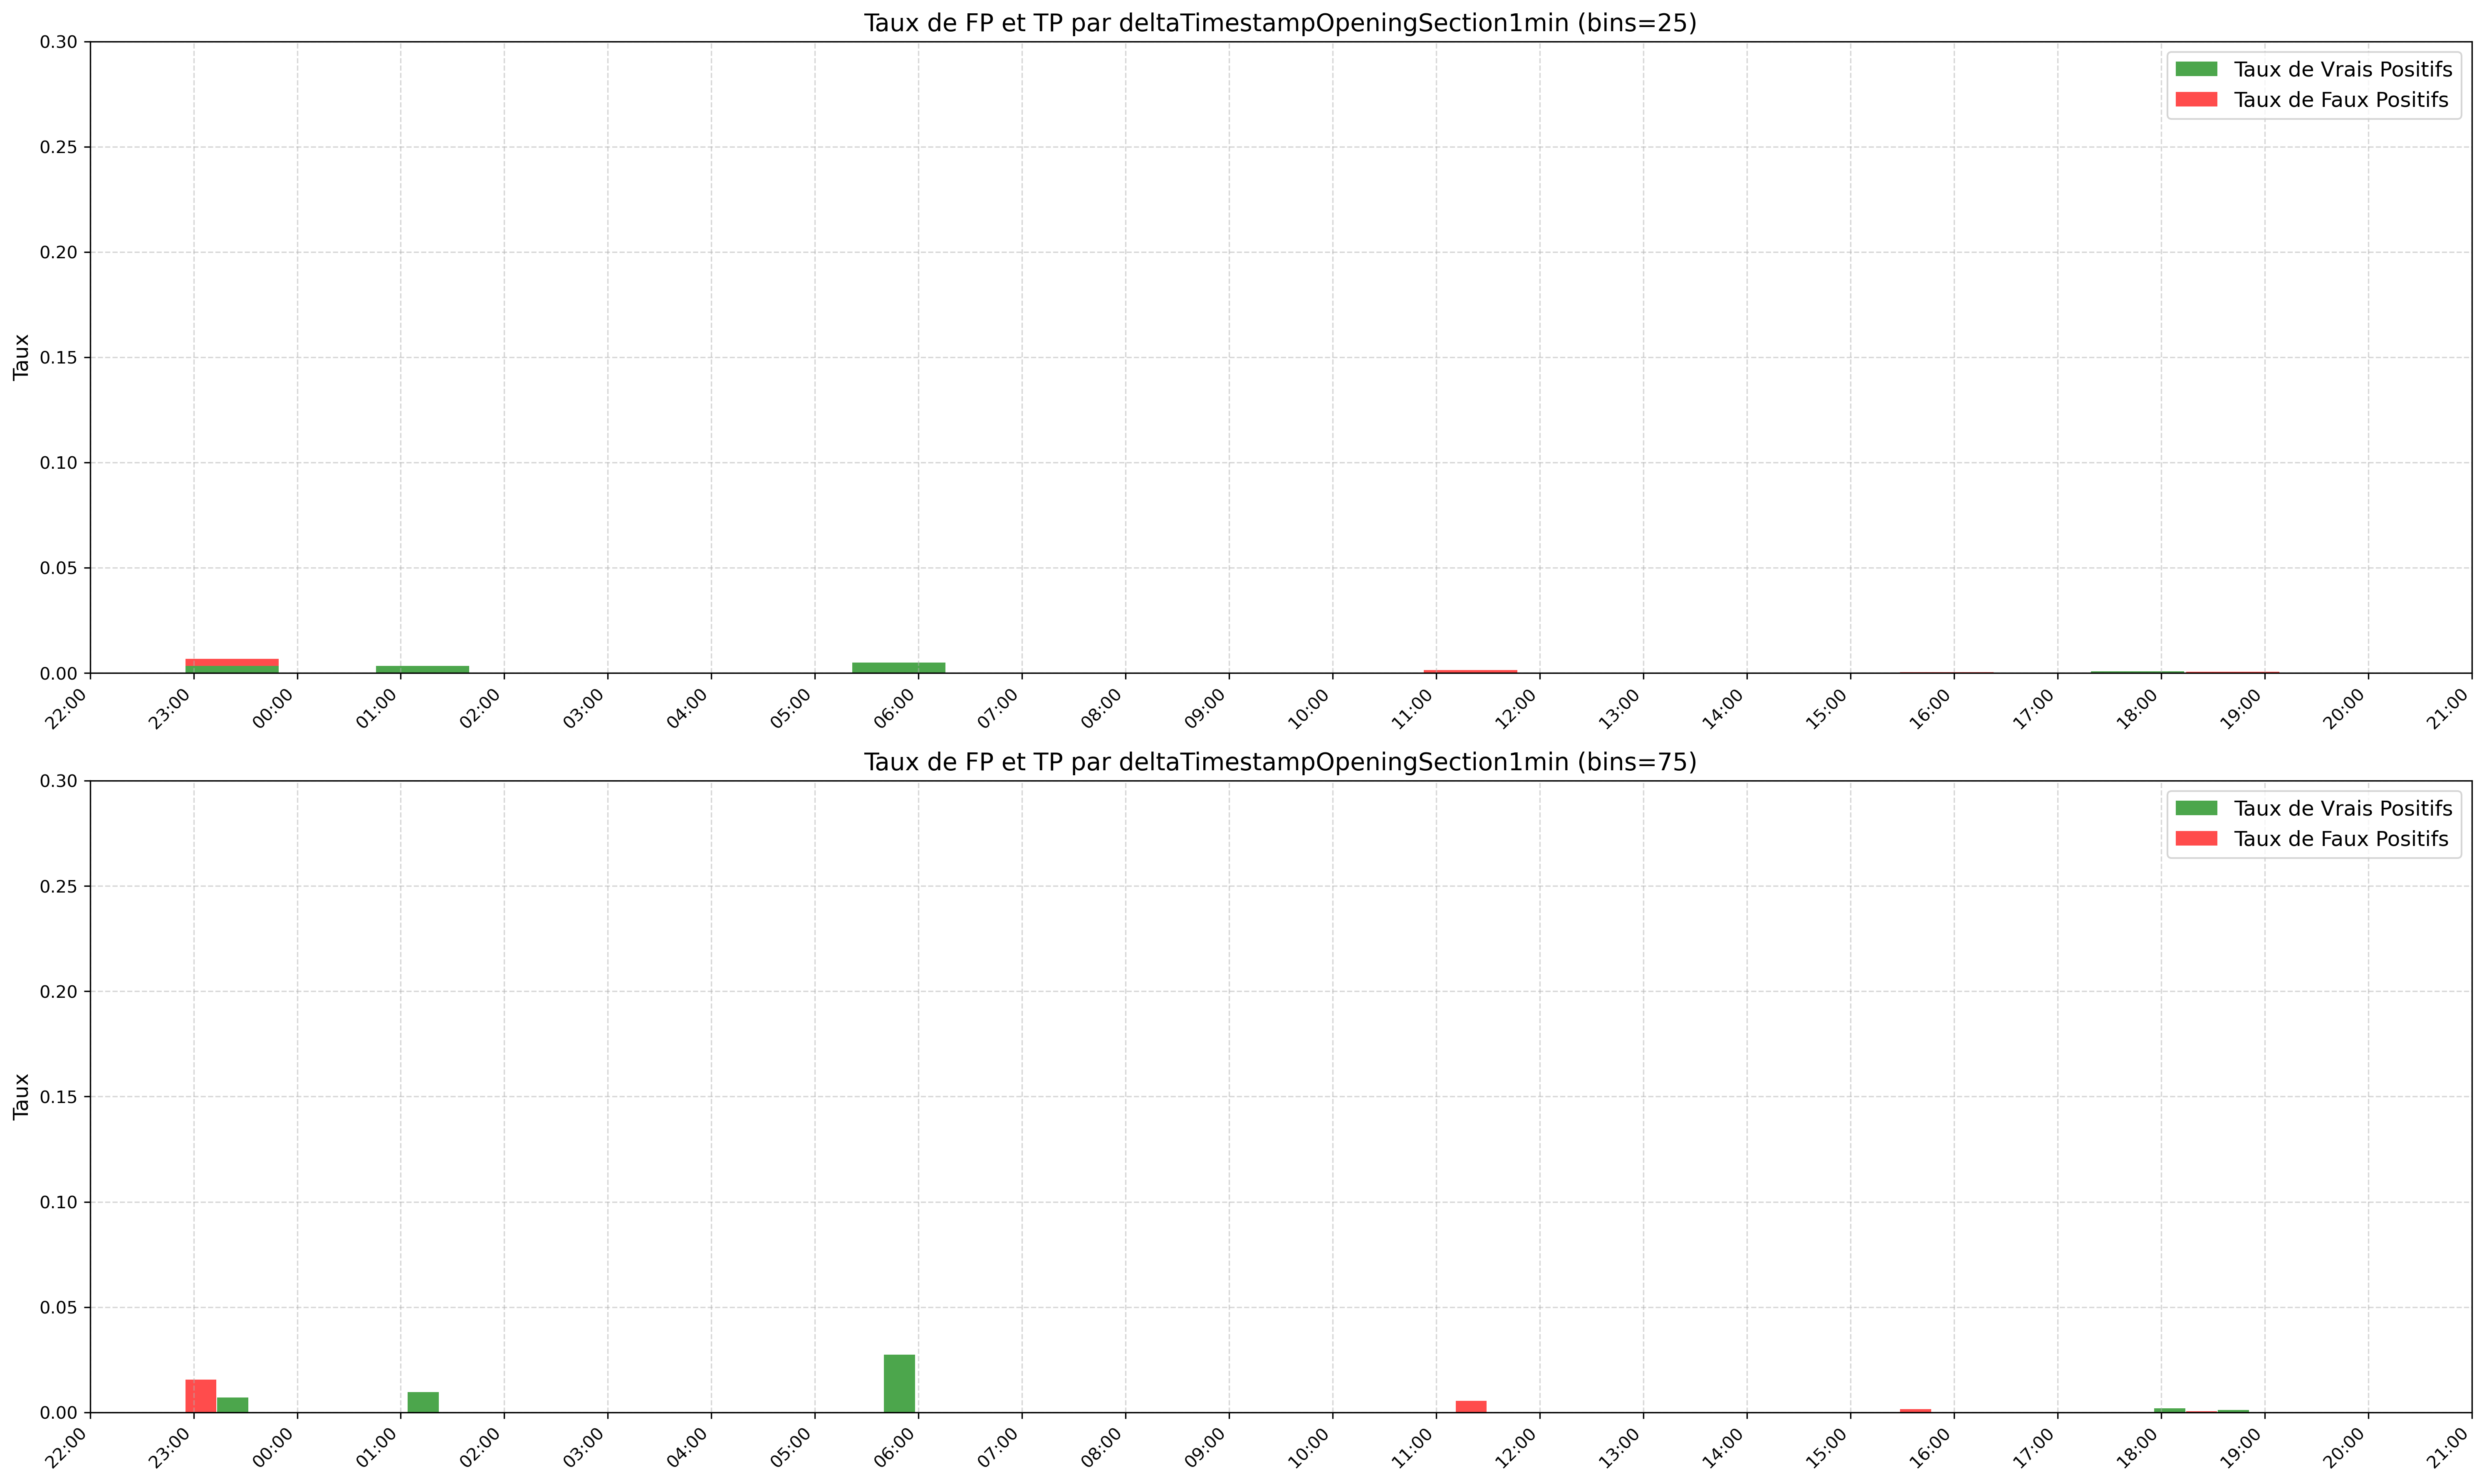 Taux de FP et TP par deltaTimestampOpeningSection1min (bins=25)
Taux de Vrais Positifs
Taux de Faux Positifs
Taux
0.30
0.25
0.20
0.15
0.10
0.05
0.00
22:00 23:00 00:00 01:00 02:00 03:00 04:00 05:00 06:00 07:00 08:00 09:00 10:00 11:00 12:00 13:00 14:00 15:00 16:00 17:00 18:00 19:00 20:00 21:00
Taux de FP et TP par deltaTimestampOpeningSection1min (bins=75)
Taux de Vrais Positifs
Taux de Faux Positifs
Taux
0.30
0.25
0.20
0.15
0.10
0.05
0.00
22:00 23:00 00:00 01:00 02:00 03:00 04:00 05:00 06:00 07:00 08:00 09:00 10:00 11:00 12:00 13:00 14:00 15:00 16:00 17:00 18:00 19:00 20:00 21:00